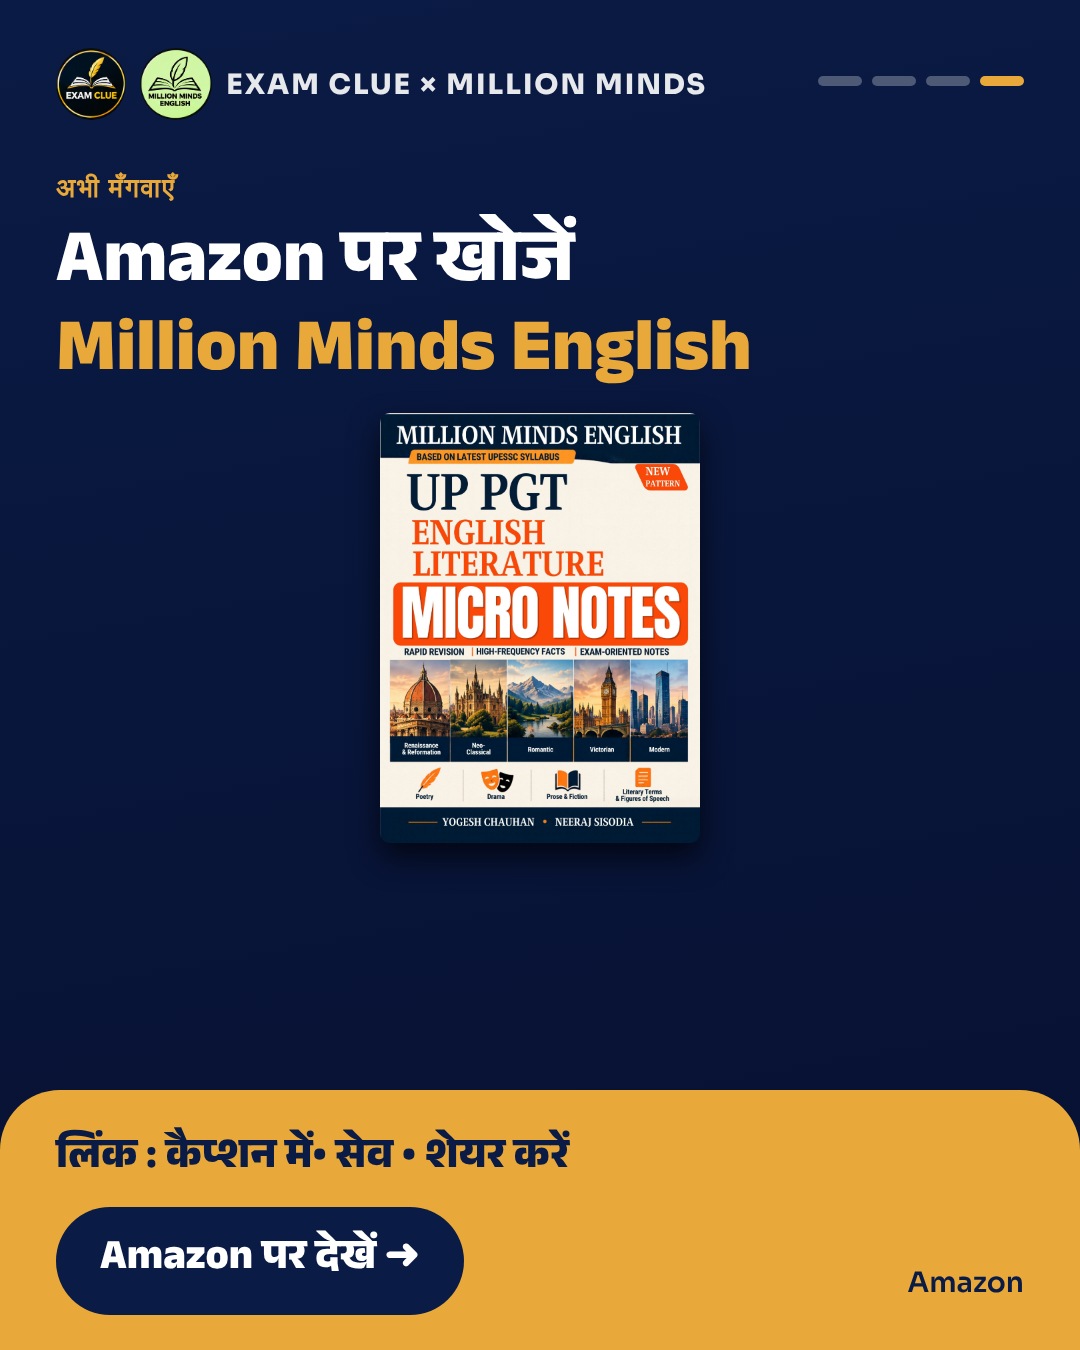 EXAM CLUE
MILLION MINDS
ENGLISH
EXAM CLUE × MILLION MINDS
अभी मँगवाएँ
Amazon पर खोजें
Million Minds English
MILLION MINDS ENGLISH
BASED ON LATEST UPESSC SYLLABUS
NEW
PATTERN
UP PGT
ENGLISH
LITERATURE
MICRO NOTES
RAPID REVISION | HIGH-FREQUENCY FACTS | EXAM-ORIENTED NOTES
Renaissance
& Reformation
Neo-
Classical
Romantic
Victorian
Modern
Poetry
Drama
Prose & Fiction
Literary Terms
& Figures of Speech
YOGESH CHAUHAN • NEERAJ SISODIA
लिंक : कैप्शन में• सेव • शेयर करें
Amazon पर देखें ➜
Amazon